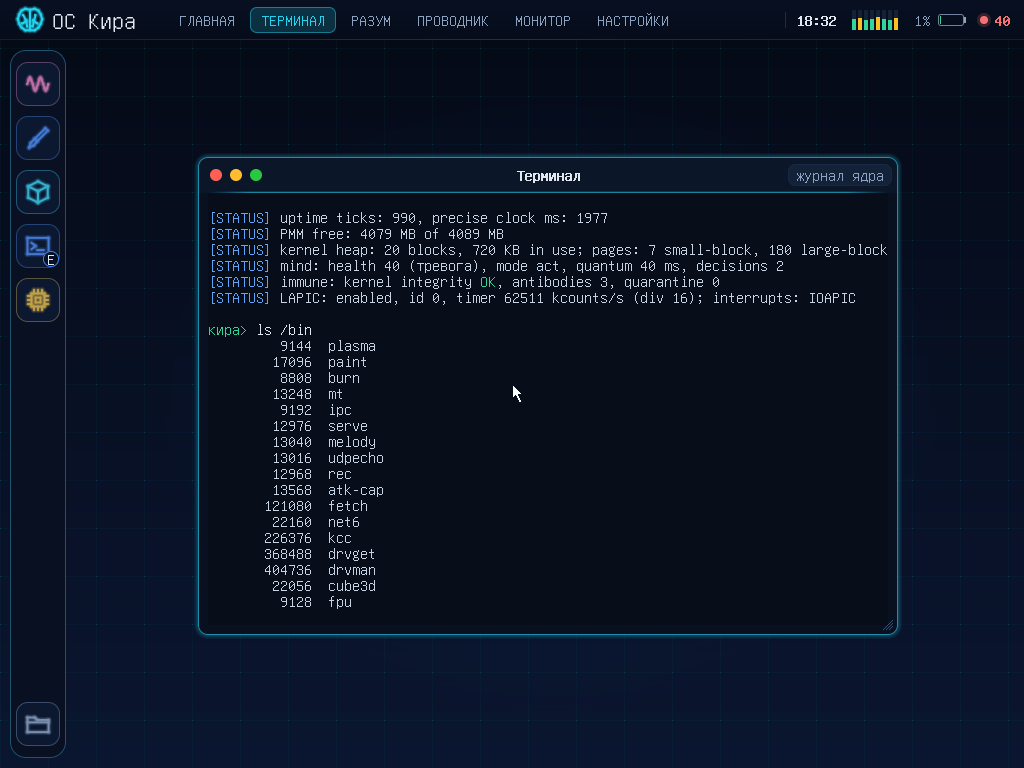 ОС Кира
ГЛАВНАЯ ТЕРМИНАЛ РАЗУМ ПРОВОДНИК МОНИТОР НАСТРОЙКИ
18:32 1% 40
E
Терминал
журнал ядра
[STATUS] uptime ticks: 990, precise clock ms: 1977
[STATUS] PMM free: 4079 MB of 4089 MB
[STATUS] kernel heap: 20 blocks, 720 KB in use; pages: 7 small-block, 180 large-block
[STATUS] mind: health 40 (тревога), mode act, quantum 40 ms, decisions 2
[STATUS] immune: kernel integrity OK, antibodies 3, quarantine 0
[STATUS] LAPIC: enabled, id 0, timer 62511 kcounts/s (div 16); interrupts: IOAPIC
кира> ls /bin
9144 plasma
17096 paint
8808 burn
13248 mt
9192 ipc
12976 serve
13040 melody
13016 udpecho
12968 rec
13568 atk-cap
121080 fetch
22160 net6
226376 kcc
368488 drvget
404736 drvman
22056 cube3d
9128 fpu